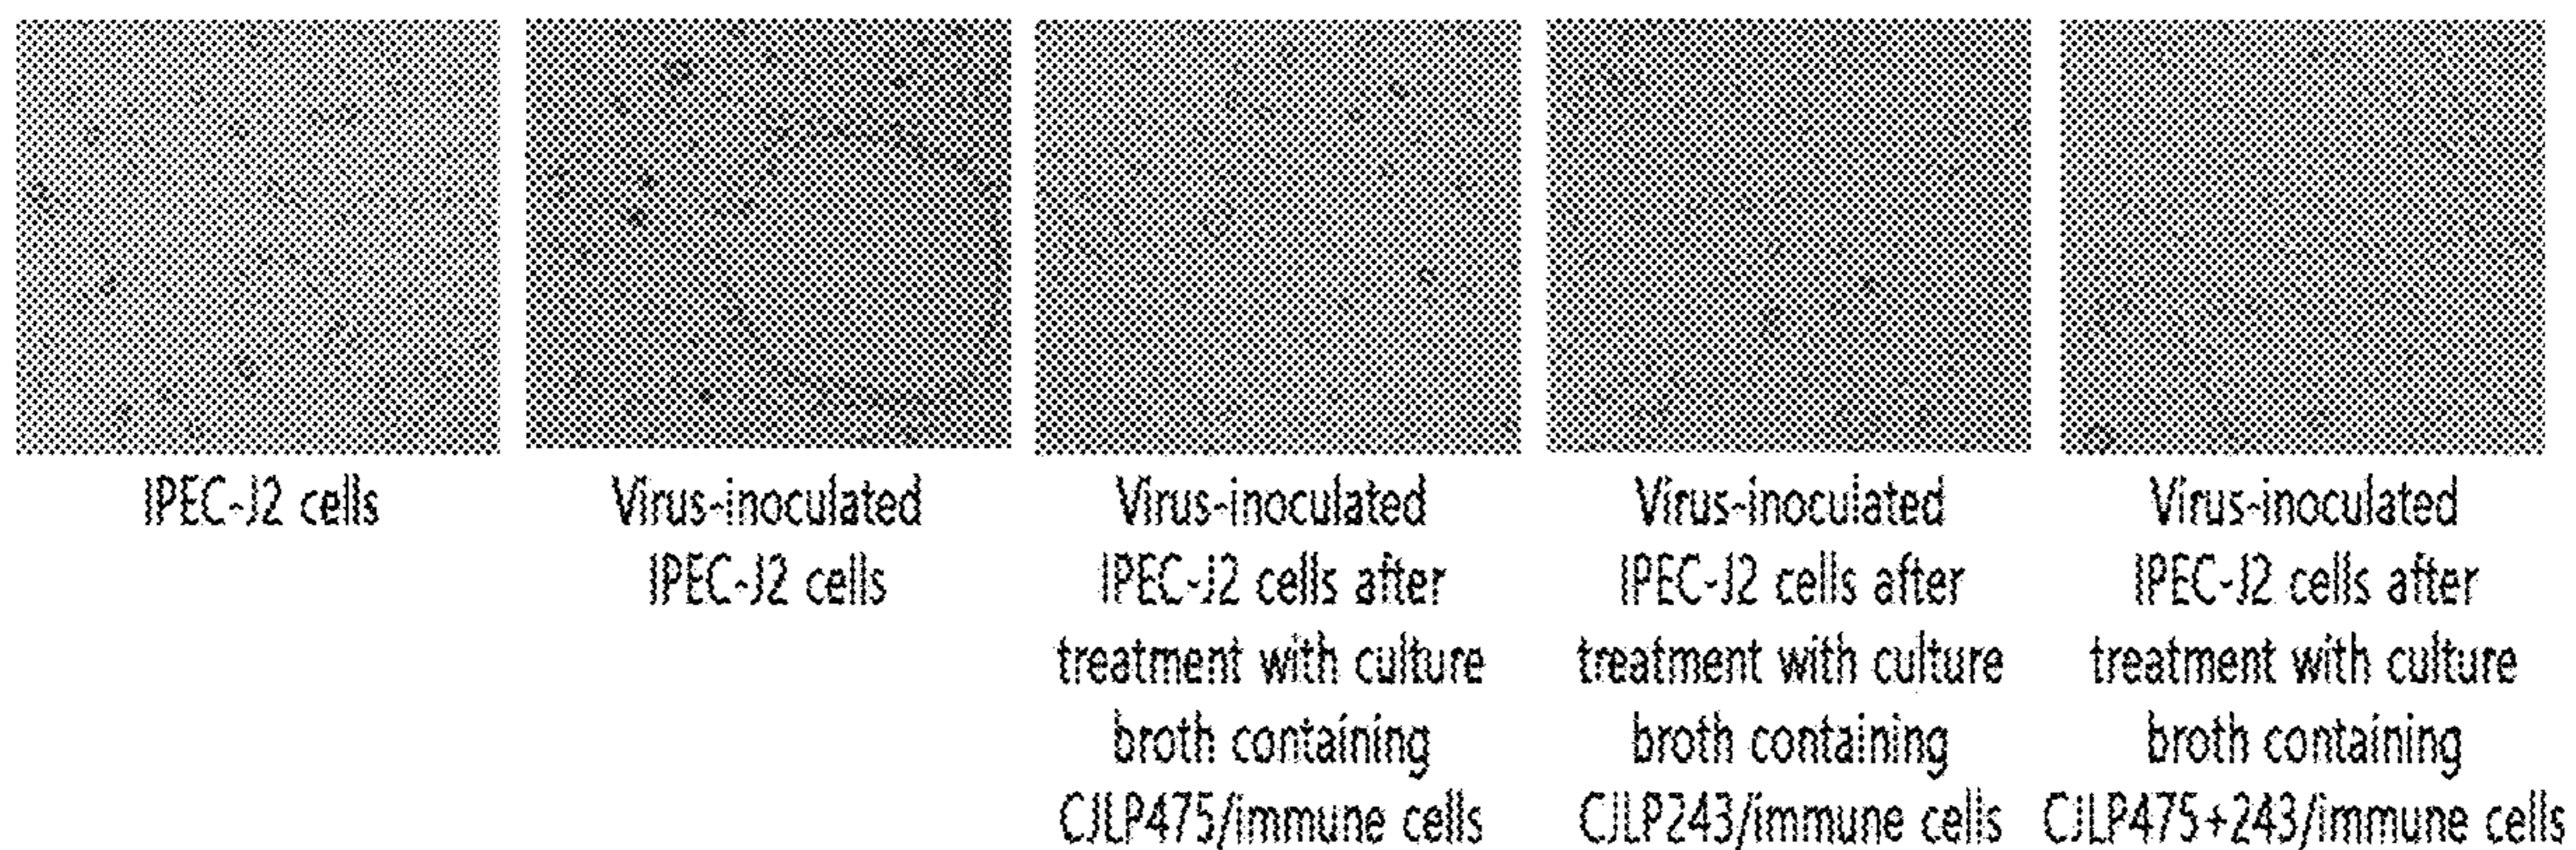 IPEC-J2 cells
Virus-inoculated
IPEC-J2 cells
Virus-inoculated
IPEC-J2 cells after
treatment with culture
broth containing
CJLP475/immune cells
Virus-inoculated
IPEC-J2 cells after
treatment with culture
broth containing
CJLP243/immune cells
Virus-inoculated
IPEC-J2 cells after
treatment with culture
broth containing
CJLP475+243/immune cells